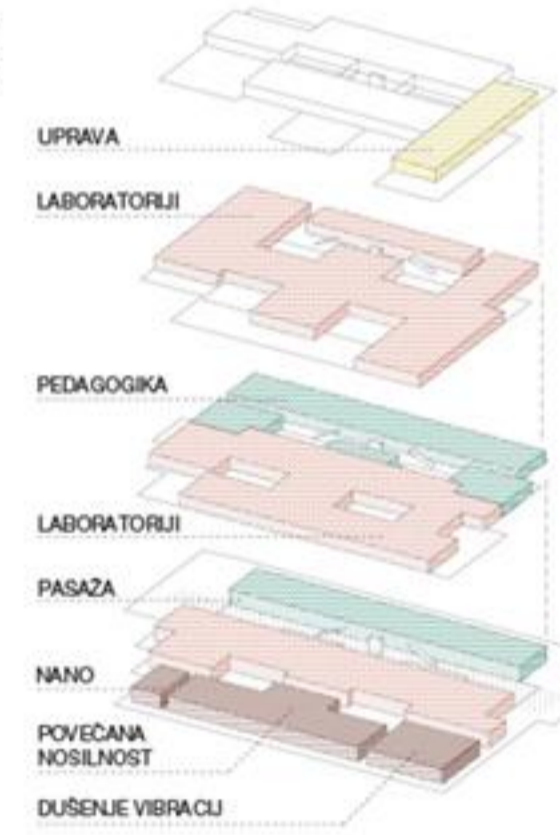 UPRAVA
LABORATORIJI
PEDAGOGIKA
LABORATORIJI
PASAŽA
NANO
POVEČANA
NOSILNOST
DUŠENJE VIBRACIJ